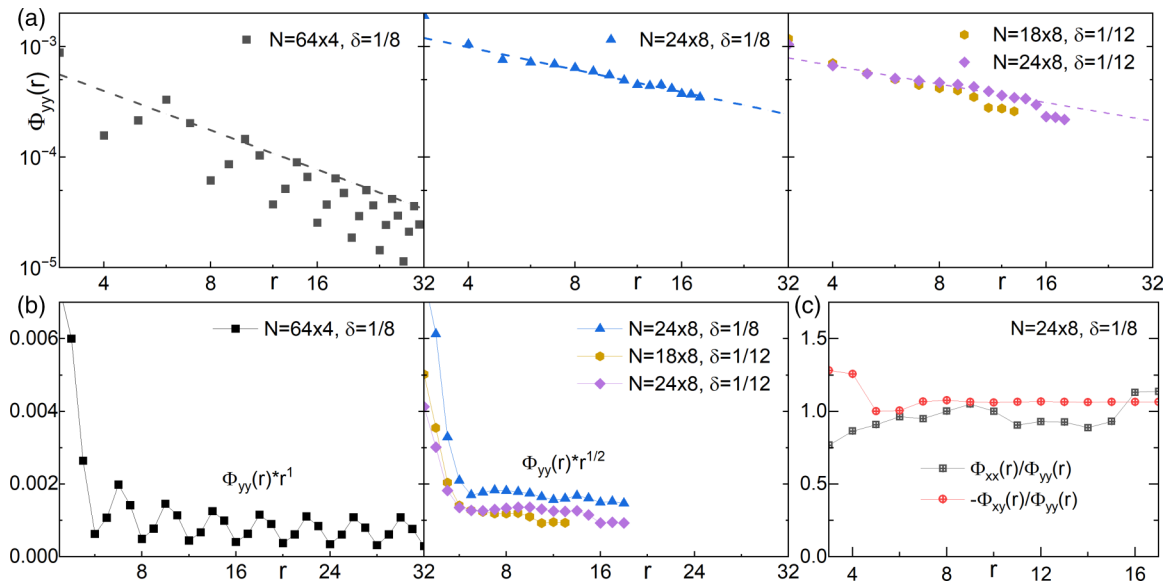 (a)
Φyy(r)
10⁻³
10⁻⁴
10⁻⁵
N=64x4, δ=1/8
4
8
r
16
32
N=24x8, δ=1/8
4
8
r
16
32
N=18x8, δ=1/12
N=24x8, δ=1/12
4
8
r
16
32
(b)
0.006
0.004
0.002
0.000
N=64x4, δ=1/8
Φyy(r)*r¹
8
16
r
24
32
N=24x8, δ=1/8
N=18x8, δ=1/12
N=24x8, δ=1/12
Φyy(r)*r¹ᐟ²
8
16
r
24
32
(c)
1.5
1.0
0.5
0.0
N=24x8, δ=1/8
Φxx(r)/Φyy(r)
-Φxy(r)/Φyy(r)
4
8
r
12
16